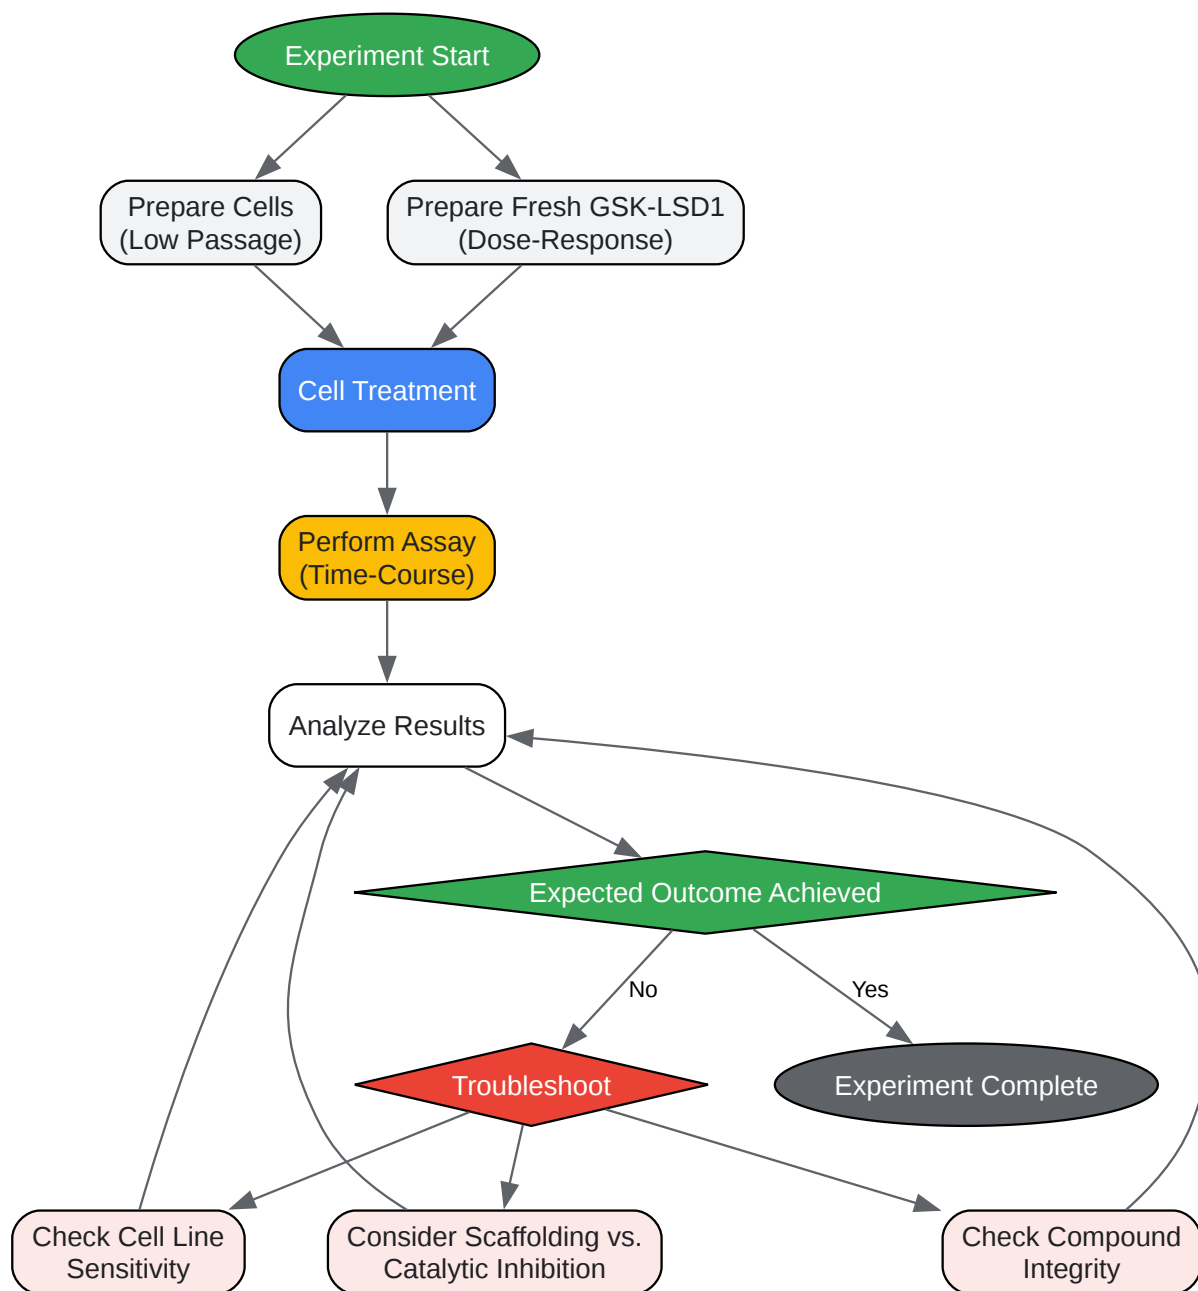 Experiment Start
Prepare Cells
(Low Passage)
Prepare Fresh GSK-LSD1
(Dose-Response)
Cell Treatment
Perform Assay
(Time-Course)
Analyze Results
Expected Outcome Achieved
No
Yes
Troubleshoot
Experiment Complete
Check Cell Line
Sensitivity
Consider Scaffolding vs.
Catalytic Inhibition
Check Compound
Integrity